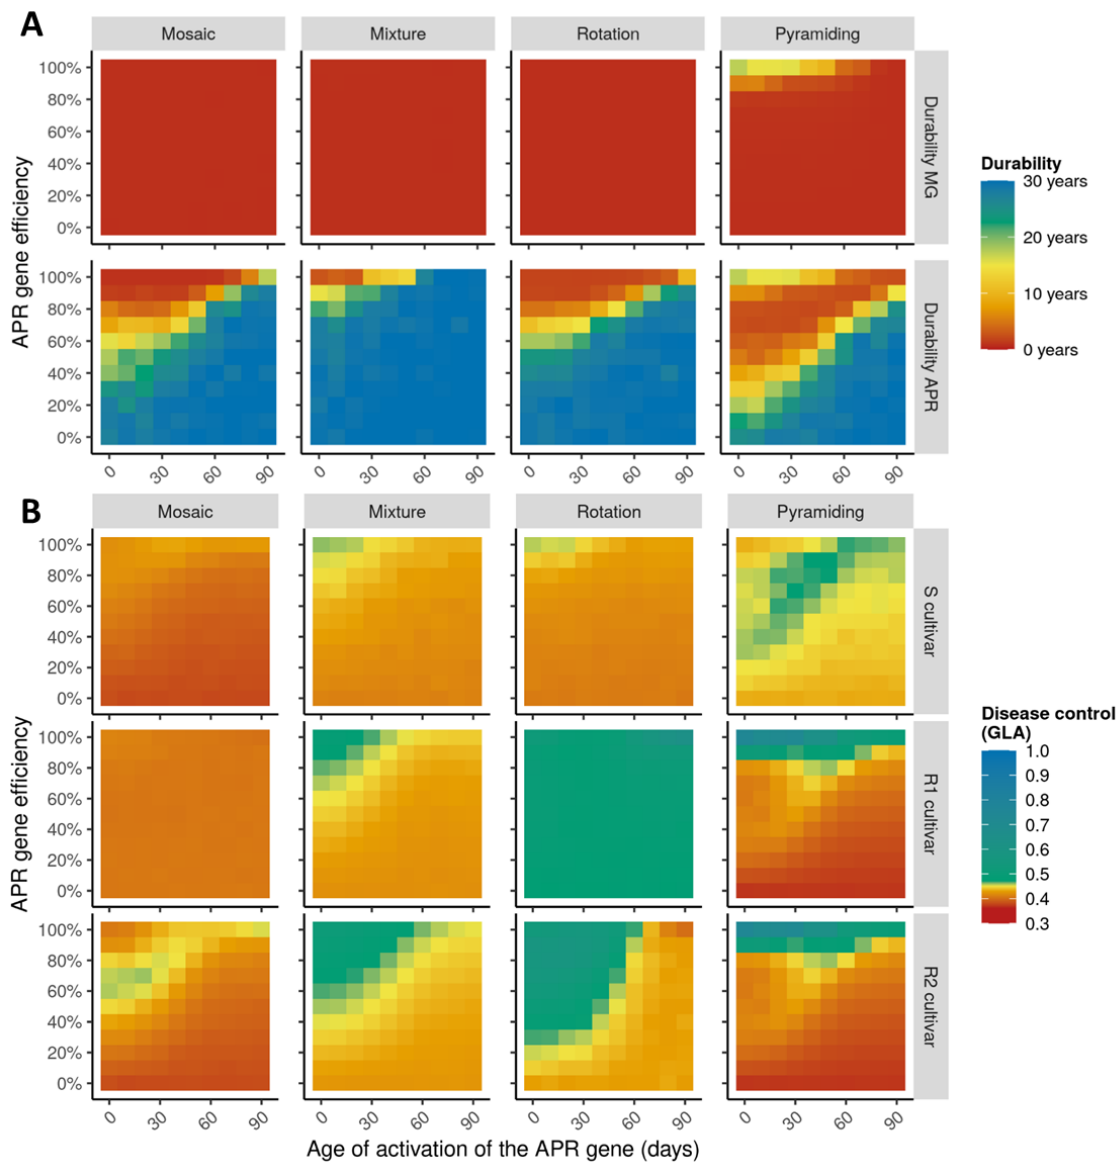 A
Mosaic
Mixture
Rotation
Pyramiding
APR gene efficiency
100%
80%
60%
40%
20%
0%
Durability MG
100%
80%
60%
40%
20%
0%
Durability APR
0
30
60
90
0
30
60
90
0
30
60
90
0
30
60
90
Durability
30 years
20 years
10 years
0 years
B
Mosaic
Mixture
Rotation
Pyramiding
APR gene efficiency
100%
80%
60%
40%
20%
0%
S cultivar
100%
80%
60%
40%
20%
0%
R1 cultivar
100%
80%
60%
40%
20%
0%
R2 cultivar
0
30
60
90
0
30
60
90
0
30
60
90
0
30
60
90
Age of activation of the APR gene (days)
Disease control
(GLA)
1.0
0.9
0.8
0.7
0.6
0.5
0.4
0.3